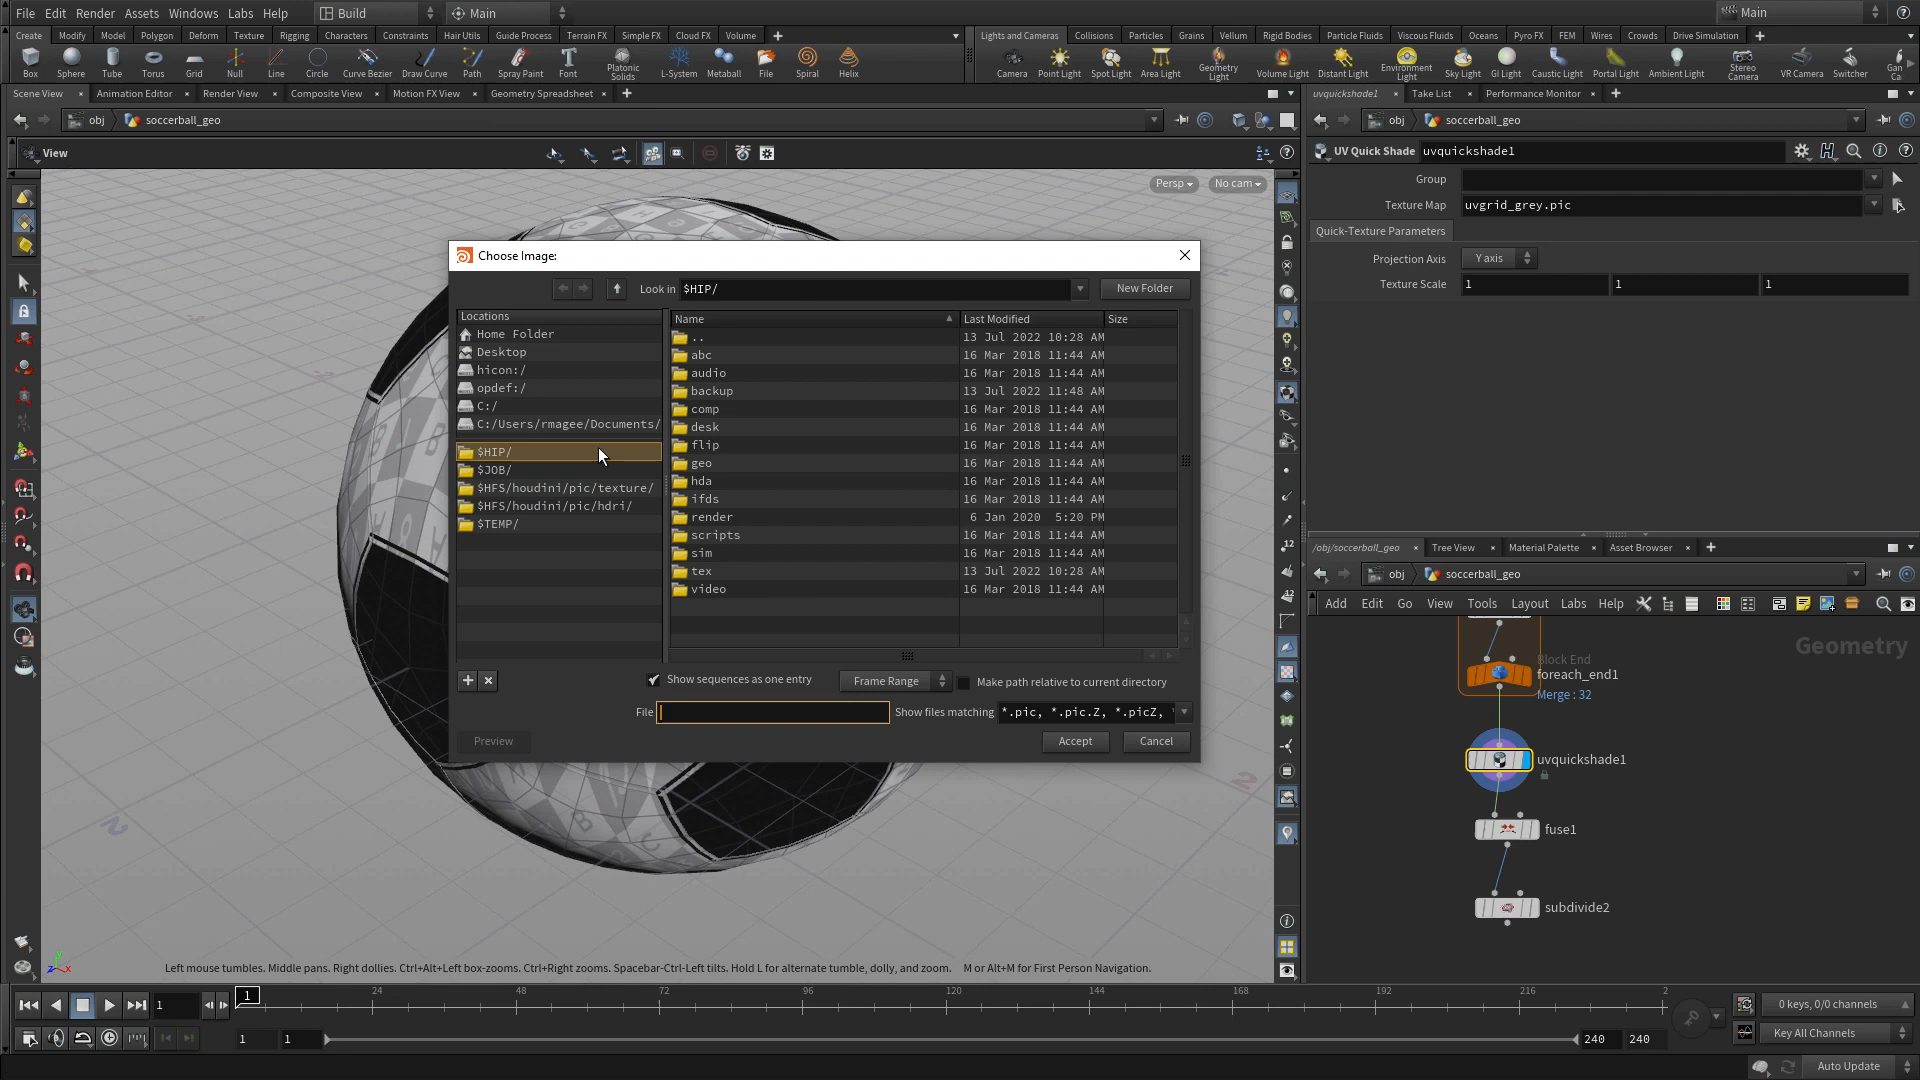 File Edit Render Assets Windows Labs Help Build Main Main
Create Modify Model Polygon Deform Texture Rigging Characters Constraints Hair Utils Guide Process Terrain FX Simple FX Cloud FX Volume
Lights and Cameras Collisions Particles Grains Vellum Rigid Bodies Particle Fluids Viscous Fluids Oceans Pyro FX FEM Wires Crowds Drive Simulation
Box Sphere Tube Torus Grid Null Line Circle Curve Bezier Draw Curve Path Spray Paint Font Platonic Solids L-System Metaball File Spiral Helix
Camera Point Light Spot Light Area Light Geometry Light Volume Light Distant Light Environment Light Sky Light GI Light Caustic Light Portal Light Ambient Light Stereo Camera VR Camera Switcher Gan Ca
Scene View Animation Editor Render View Composite View Motion FX View Geometry Spreadsheet
uvquickshade1 Take List Performance Monitor
obj soccerball_geo
obj soccerball_geo
View
UV Quick Shade uvquickshade1
Group
Texture Map uvgrid_grey.pic
Quick-Texture Parameters
Projection Axis Y axis
Texture Scale 1 1 1
Persp No cam
Choose Image:
Look in $HIP/ New Folder
Locations
Home Folder
Desktop
hicon:/
opdef:/
C:/
C:/Users/rmagee/Documents/
$HIP/
$JOB/
$HFS/houdini/pic/texture/
$HFS/houdini/pic/hdri/
$TEMP/
Name Last Modified Size
.. 13 Jul 2022 10:28 AM
abc 16 Mar 2018 11:44 AM
audio 16 Mar 2018 11:44 AM
backup 13 Jul 2022 11:48 AM
comp 16 Mar 2018 11:44 AM
desk 16 Mar 2018 11:44 AM
flip 16 Mar 2018 11:44 AM
geo 16 Mar 2018 11:44 AM
hda 16 Mar 2018 11:44 AM
ifds 16 Mar 2018 11:44 AM
render 6 Jan 2020 5:20 PM
scripts 16 Mar 2018 11:44 AM
sim 16 Mar 2018 11:44 AM
tex 13 Jul 2022 10:28 AM
video 16 Mar 2018 11:44 AM
Show sequences as one entry Frame Range Make path relative to current directory
File Show files matching *.pic, *.pic.Z, *.picZ,
Preview Accept Cancel
/obj/soccerball_geo Tree View Material Palette Asset Browser
obj soccerball_geo
Add Edit Go View Tools Layout Labs Help
Geometry
Block End
foreach_end1
Merge : 32
uvquickshade1
fuse1
subdivide2
12
12
Z
2
B
C
z x y
Left mouse tumbles. Middle pans. Right dollies. Ctrl+Alt+Left box-zooms. Ctrl+Right zooms. Spacebar-Ctrl-Left tilts. Hold L for alternate tumble, dolly, and zoom. M or Alt+M for First Person Navigation.
1 1 24 48 72 96 120 144 168 192 216 2
0 keys, 0/0 channels
1 1 240 240
Key All Channels
Auto Update